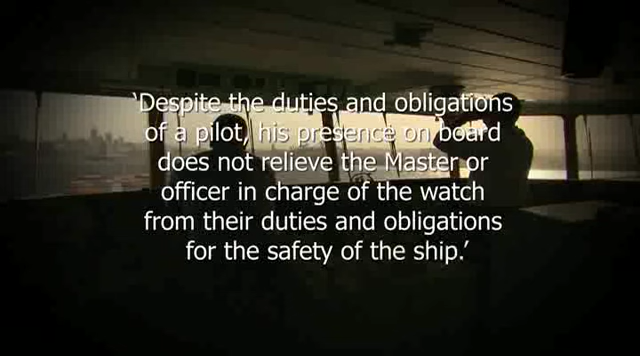 ‘Despite the duties and obligations
of a pilot, his presence on board
does not relieve the Master or
officer in charge of the watch
from their duties and obligations
for the safety of the ship.’